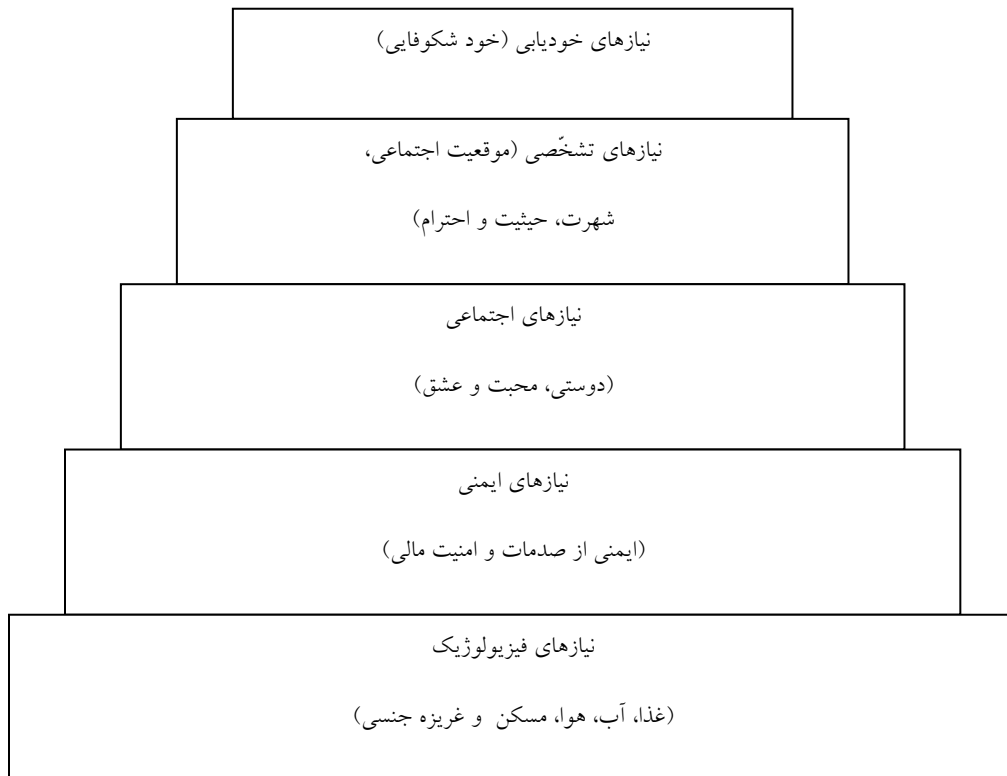 نیازهای خودیابی (خود شکوفایی)
نیازهای تشخّصی (موقعیت اجتماعی،
شهرت، حیثیت و احترام)
نیازهای اجتماعی
(دوستی، محبت و عشق)
نیازهای ایمنی
(ایمنی از صدمات و امنیت مالی)
نیازهای فیزیولوژیک
(غذا، آب، هوا، مسکن و غریزه جنسی)